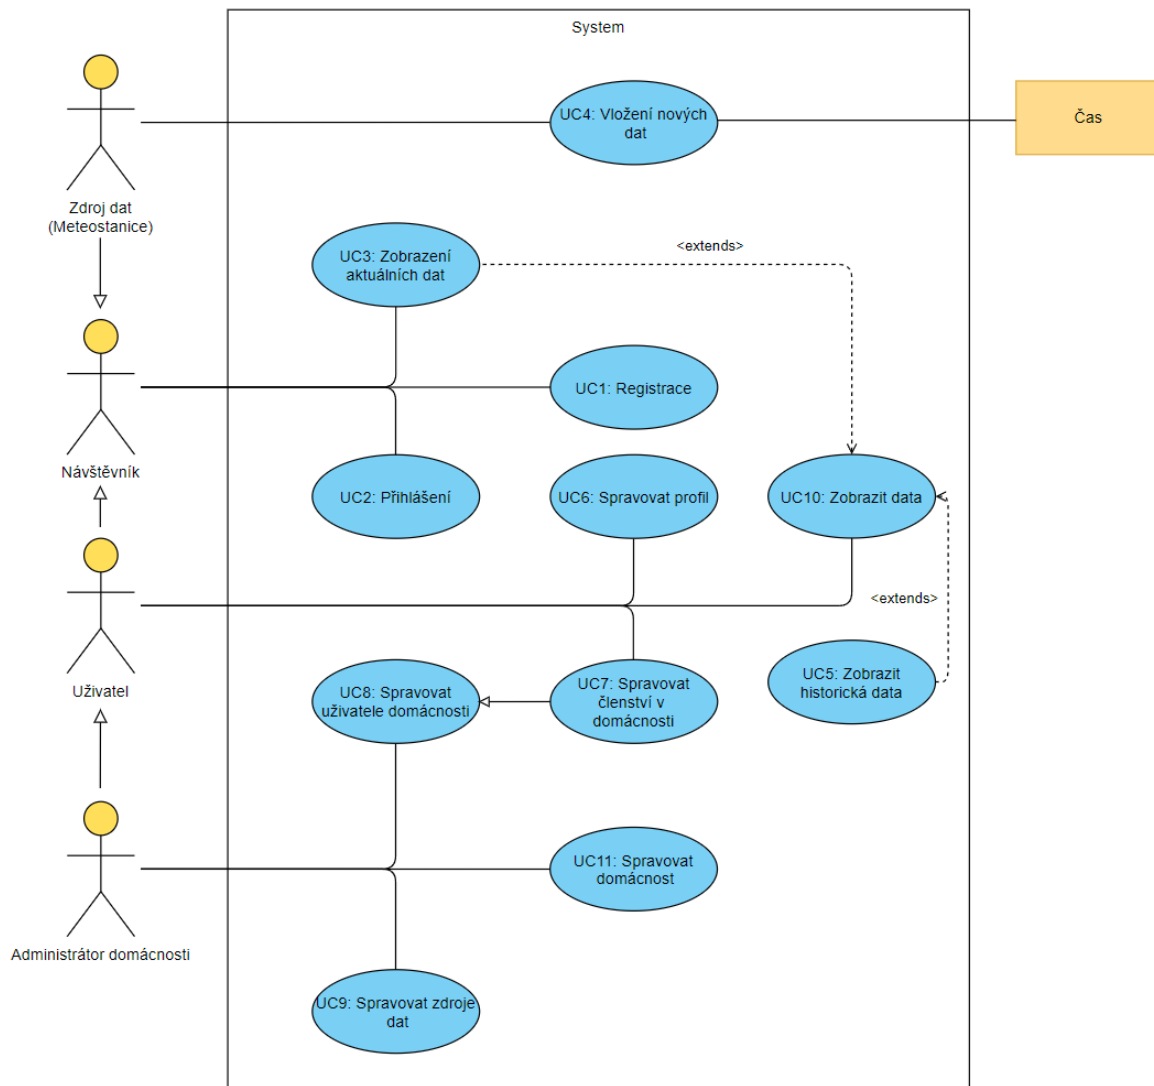 System
UC4: Vložení nových
dat
Čas
Zdroj dat
(Meteostanice)
UC3: Zobrazení
aktuálních dat
<extends>
UC1: Registrace
Návštěvník
UC2: Přihlášení
UC6: Spravovat profil
UC10: Zobrazit data
<extends>
Uživatel
UC8: Spravovat
uživatele domácnosti
UC7: Spravovat
členství v
domácnosti
UC5: Zobrazit
historická data
UC11: Spravovat
domácnost
Administrátor domácnosti
UC9: Spravovat zdroje
dat